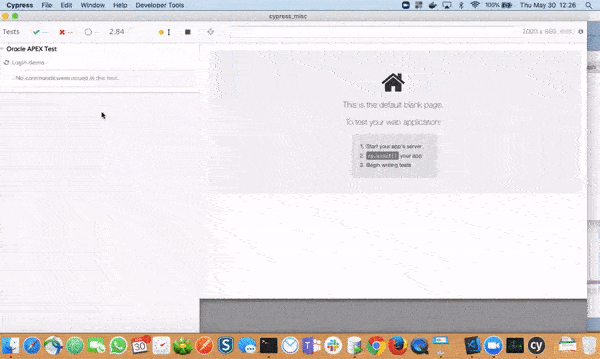 Cypress File Edit Window Help Developer Tools 100% Thu May 30 12:26
cypress_misc
Tests -- 2.84 1000 x 660
Oracle APEX Test
Login demo
No commands were issued in this test.
This is the default blank page.
To test your web application:
1. Start your app's server
2. cy.visit() your app
3. Begin writing tests
30
S
cy